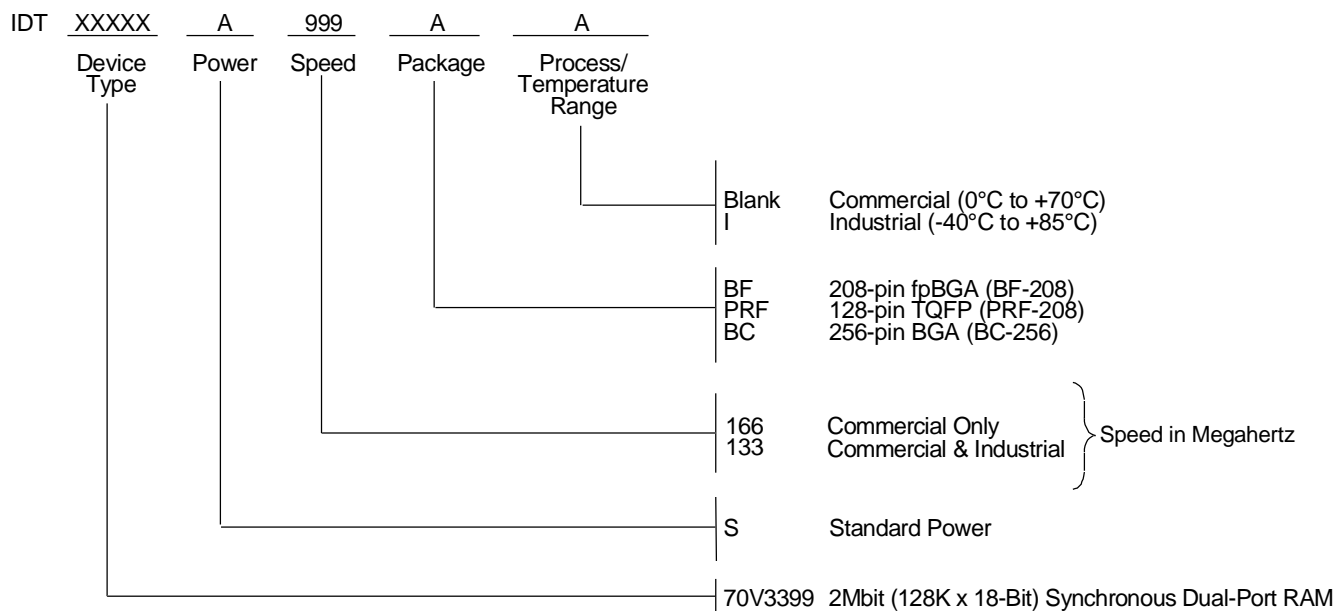 IDT XXXXX A 999 A A
Device Type Power Speed Package Process/ Temperature Range
Blank Commercial (0°C to +70°C)
I Industrial (-40°C to +85°C)
BF 208-pin fpBGA (BF-208)
PRF 128-pin TQFP (PRF-208)
BC 256-pin BGA (BC-256)
166 Commercial Only
133 Commercial & Industrial
Speed in Megahertz
S Standard Power
70V3399 2Mbit (128K x 18-Bit) Synchronous Dual-Port RAM